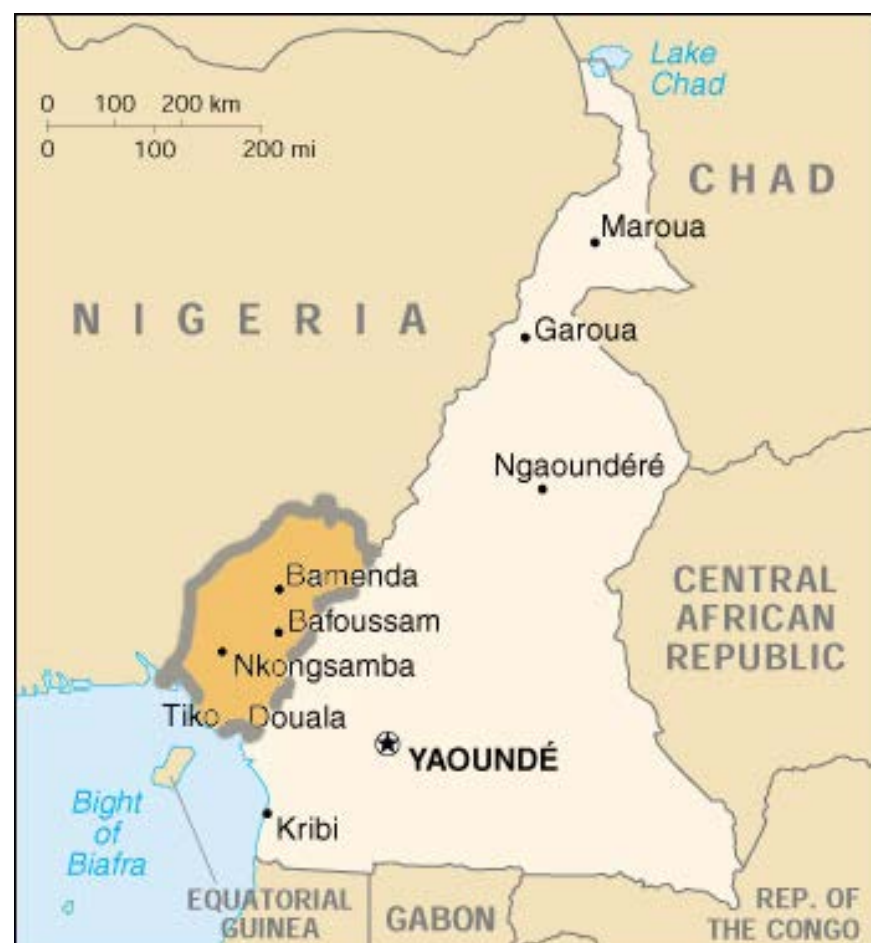 Lake
Chad
0 100 200 km
0 100 200 mi
CHAD
Maroua
NIGERIA
Garoua
Ngaoundéré
Bamenda
CENTRAL
AFRICAN
REPUBLIC
Bafoussam
Nkongsamba
Tiko Douala
YAOUNDÉ
Bight
of
Biafra
Kribi
EQUATORIAL
GUINEA
GABON
REP. OF
THE CONGO